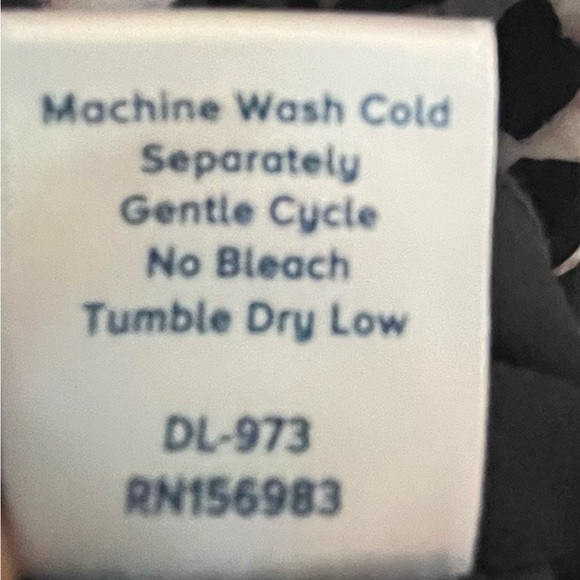 Machine Wash Cold
Separately
Gentle Cycle
No Bleach
Tumble Dry Low
DL-973
RN156983